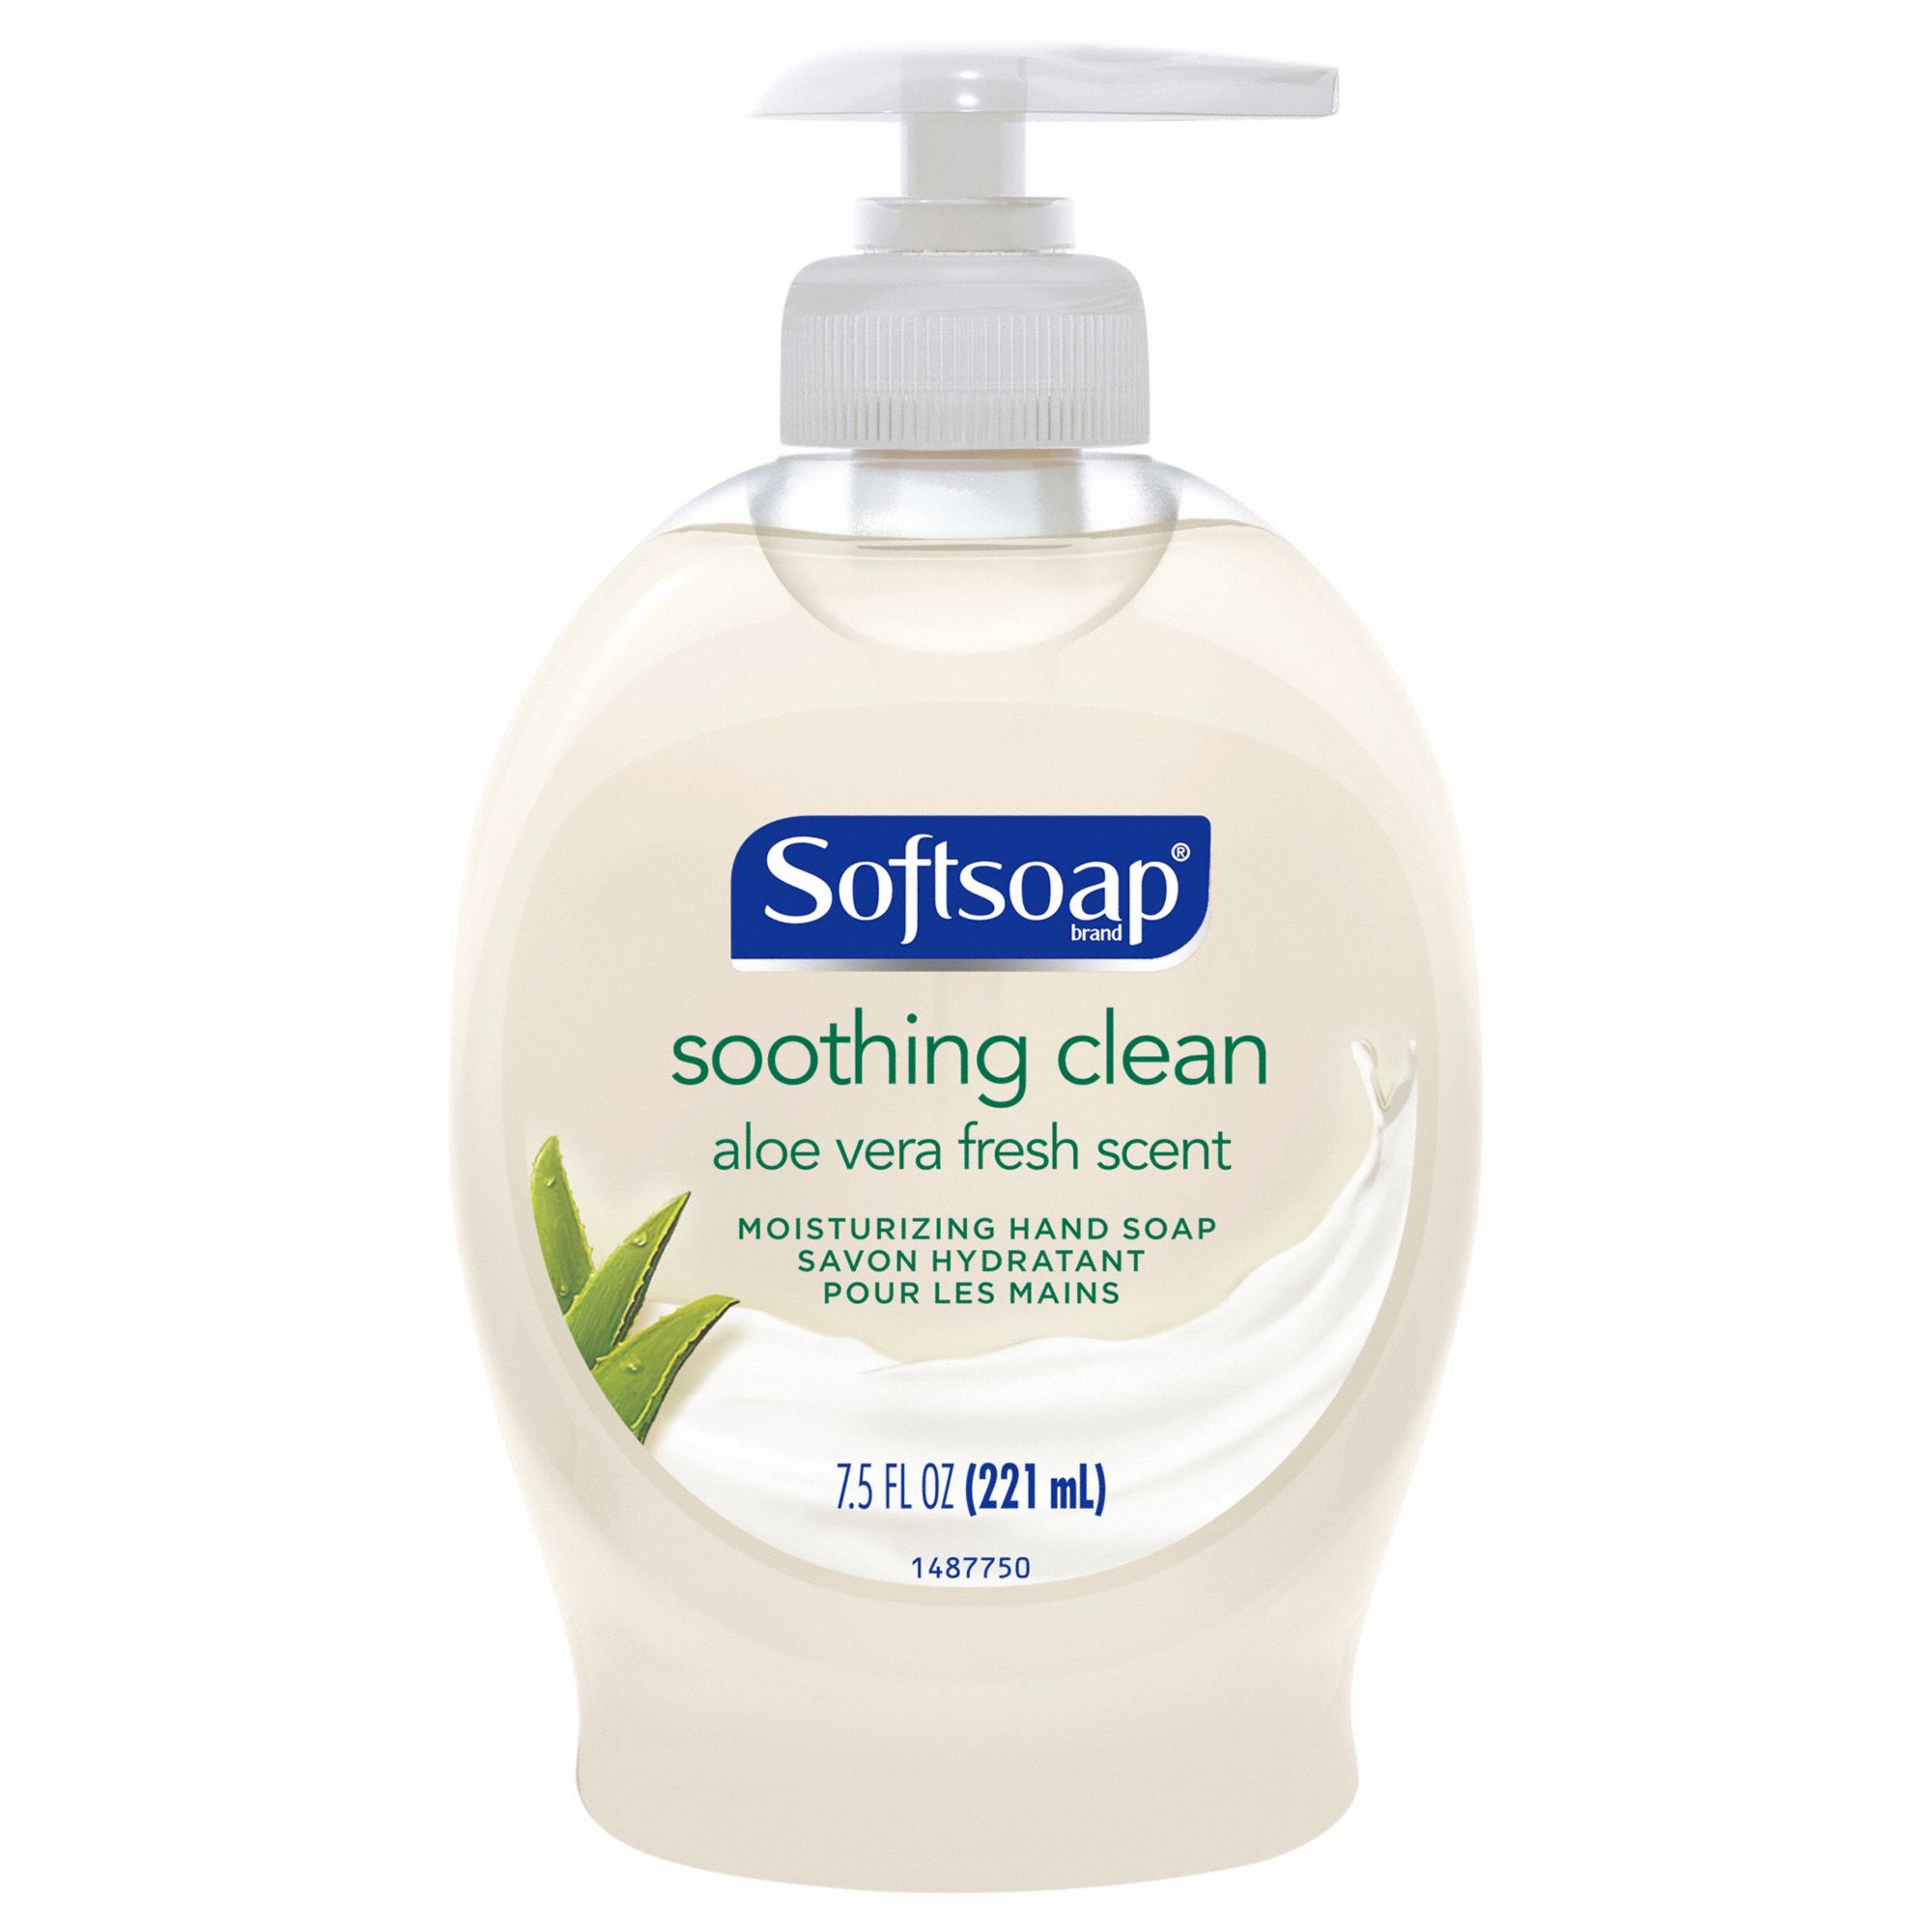 Softsoap®
brand
soothing clean
aloe vera fresh scent
MOISTURIZING HAND SOAP
SAVON HYDRATANT
POUR LES MAINS
7.5 FL OZ (221 mL)
1487750